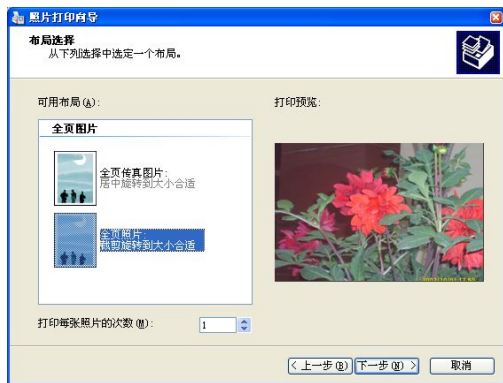 照片打印向导
布局选择
从下列选择中选定一个布局。
可用布局(A):
打印预览:
全页图片
全页传真图片:
居中旋转到大小合适
全页照片:
裁剪旋转到大小合适
打印每张照片的次数(M):
1
< 上一步(B)
下一步(N) >
取消